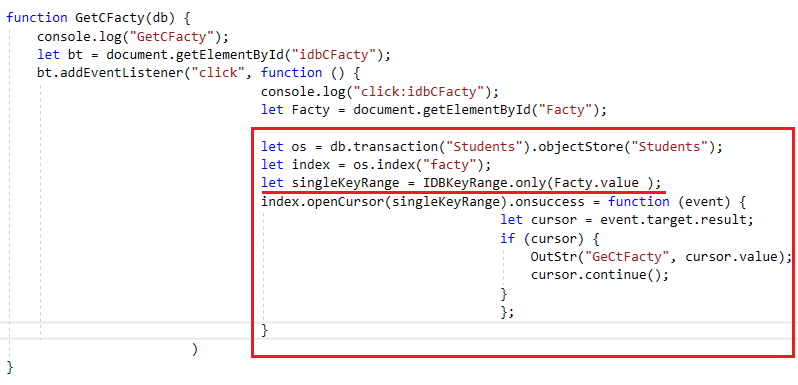 function GetCFacty(db) {
    console.log("GetCFacty");
    let bt = document.getElementById("idbCFacty");
    bt.addEventListener("click", function () {
                              console.log("click:idbCFacty");
                              let Facty = document.getElementById("Facty");
                              let os = db.transaction("Students").objectStore("Students");
                              let index = os.index("facty");
                              let singleKeyRange = IDBKeyRange.only(Facty.value );
                              index.openCursor(singleKeyRange).onsuccess = function (event) {
                                                              let cursor = event.target.result;
                                                              if (cursor) {
                                                                  OutStr("GeCtFacty", cursor.value);
                                                                  cursor.continue();
                                                              }
                                                              };
                              }
                     )
}